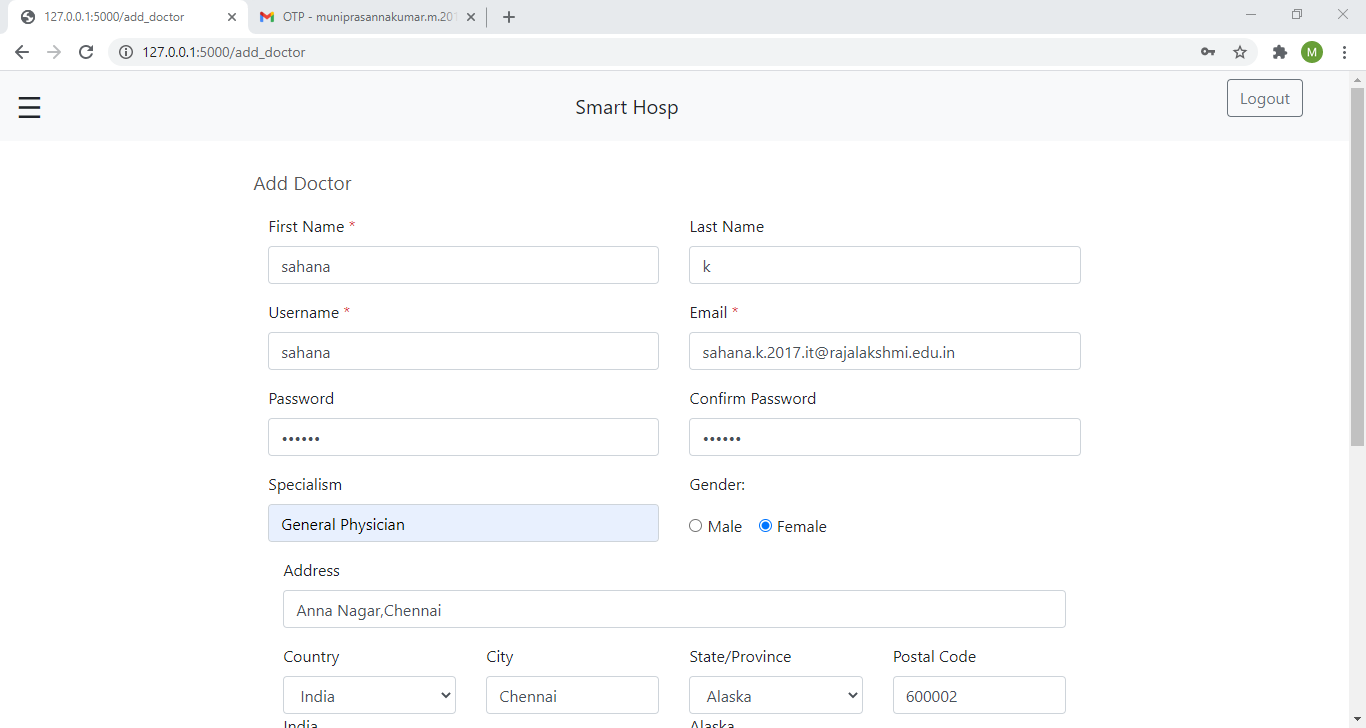 127.0.0.1:5000/add_doctor
OTP - muniprasannakumar.m.201
127.0.0.1:5000/add_doctor
M
Smart Hosp
Logout
Add Doctor
First Name *
Last Name
sahana
k
Username *
Email *
sahana
sahana.k.2017.it@rajalakshmi.edu.in
Password
Confirm Password
••••••
••••••
Specialism
Gender:
General Physician
Male
Female
Address
Anna Nagar,Chennai
Country
City
State/Province
Postal Code
India
Chennai
Alaska
600002
India
Alaska